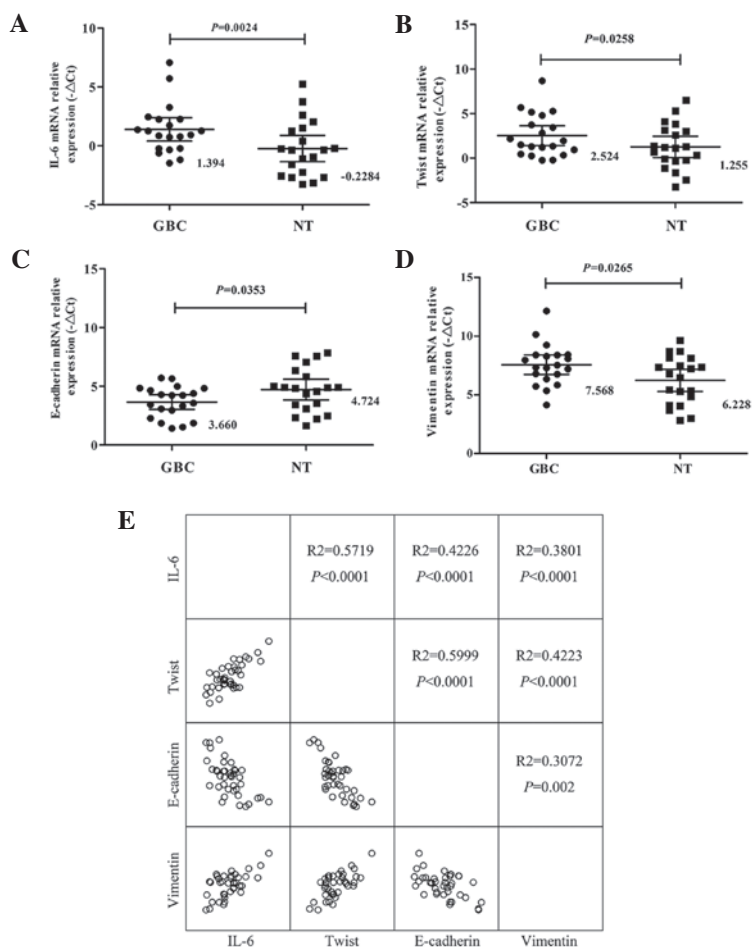 A
P=0.0024
IL-6 mRNA relative
expression (-△Ct)
10
5
0
-5
1.394
-0.2284
GBC
NT
B
P=0.0258
Twist mRNA relative
expression (-△Ct)
15
10
5
0
-5
2.524
1.255
GBC
NT
C
P=0.0353
E-cadherin mRNA relative
expression (-△Ct)
15
10
5
0
3.660
4.724
GBC
NT
D
P=0.0265
Vimentin mRNA relative
expression (-△Ct)
15
10
5
0
7.568
6.228
GBC
NT
E
IL-6
R2=0.5719
P<0.0001
R2=0.4226
P<0.0001
R2=0.3801
P<0.0001
Twist
R2=0.5999
P<0.0001
R2=0.4223
P<0.0001
E-cadherin
R2=0.3072
P=0.002
Vimentin
IL-6
Twist
E-cadherin
Vimentin